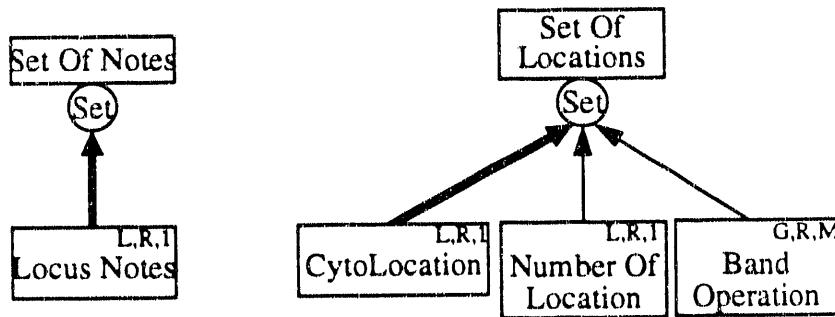 Set Of Notes
Set
L,R,1
Locus Notes
Set Of
Locations
Set
L,R,1
CytoLocation
L,R,1
Number Of
Location
G,R,M
Band
Operation